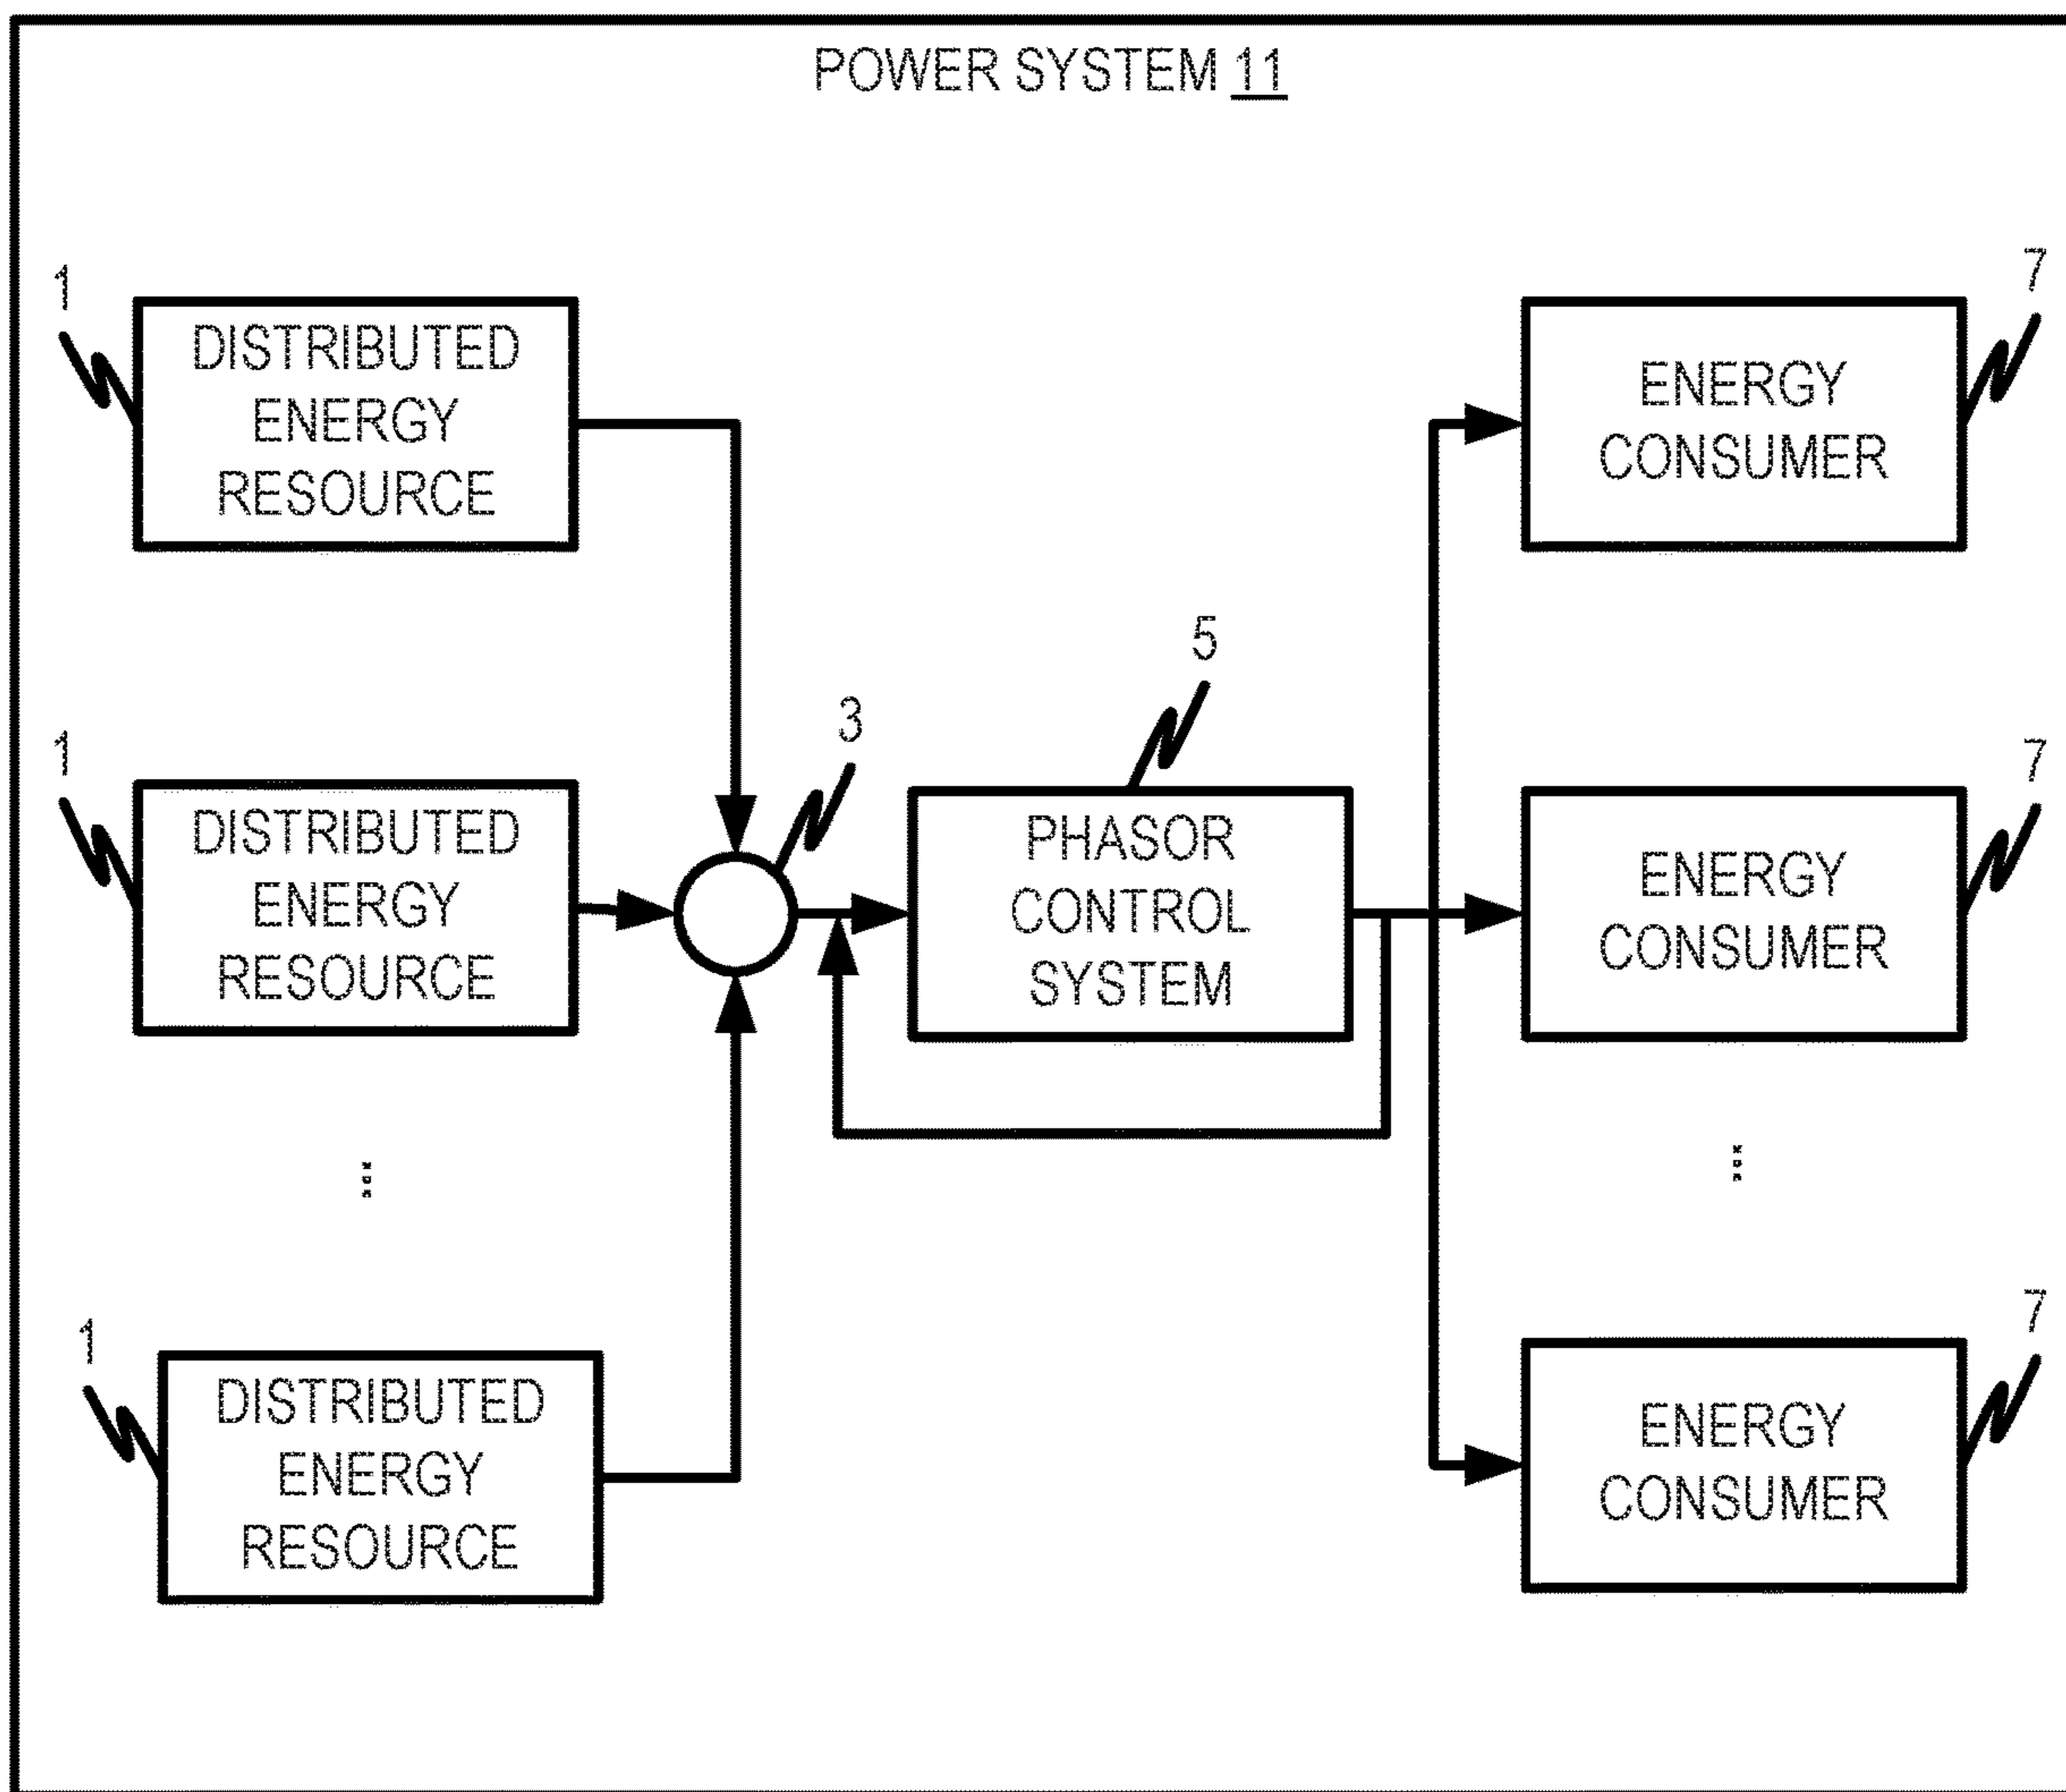 POWER SYSTEM 11
1
DISTRIBUTED
ENERGY
RESOURCE
7
ENERGY
CONSUMER
5
3
1
DISTRIBUTED
ENERGY
RESOURCE
PHASOR
CONTROL
SYSTEM
7
ENERGY
CONSUMER
...
...
1
DISTRIBUTED
ENERGY
RESOURCE
7
ENERGY
CONSUMER